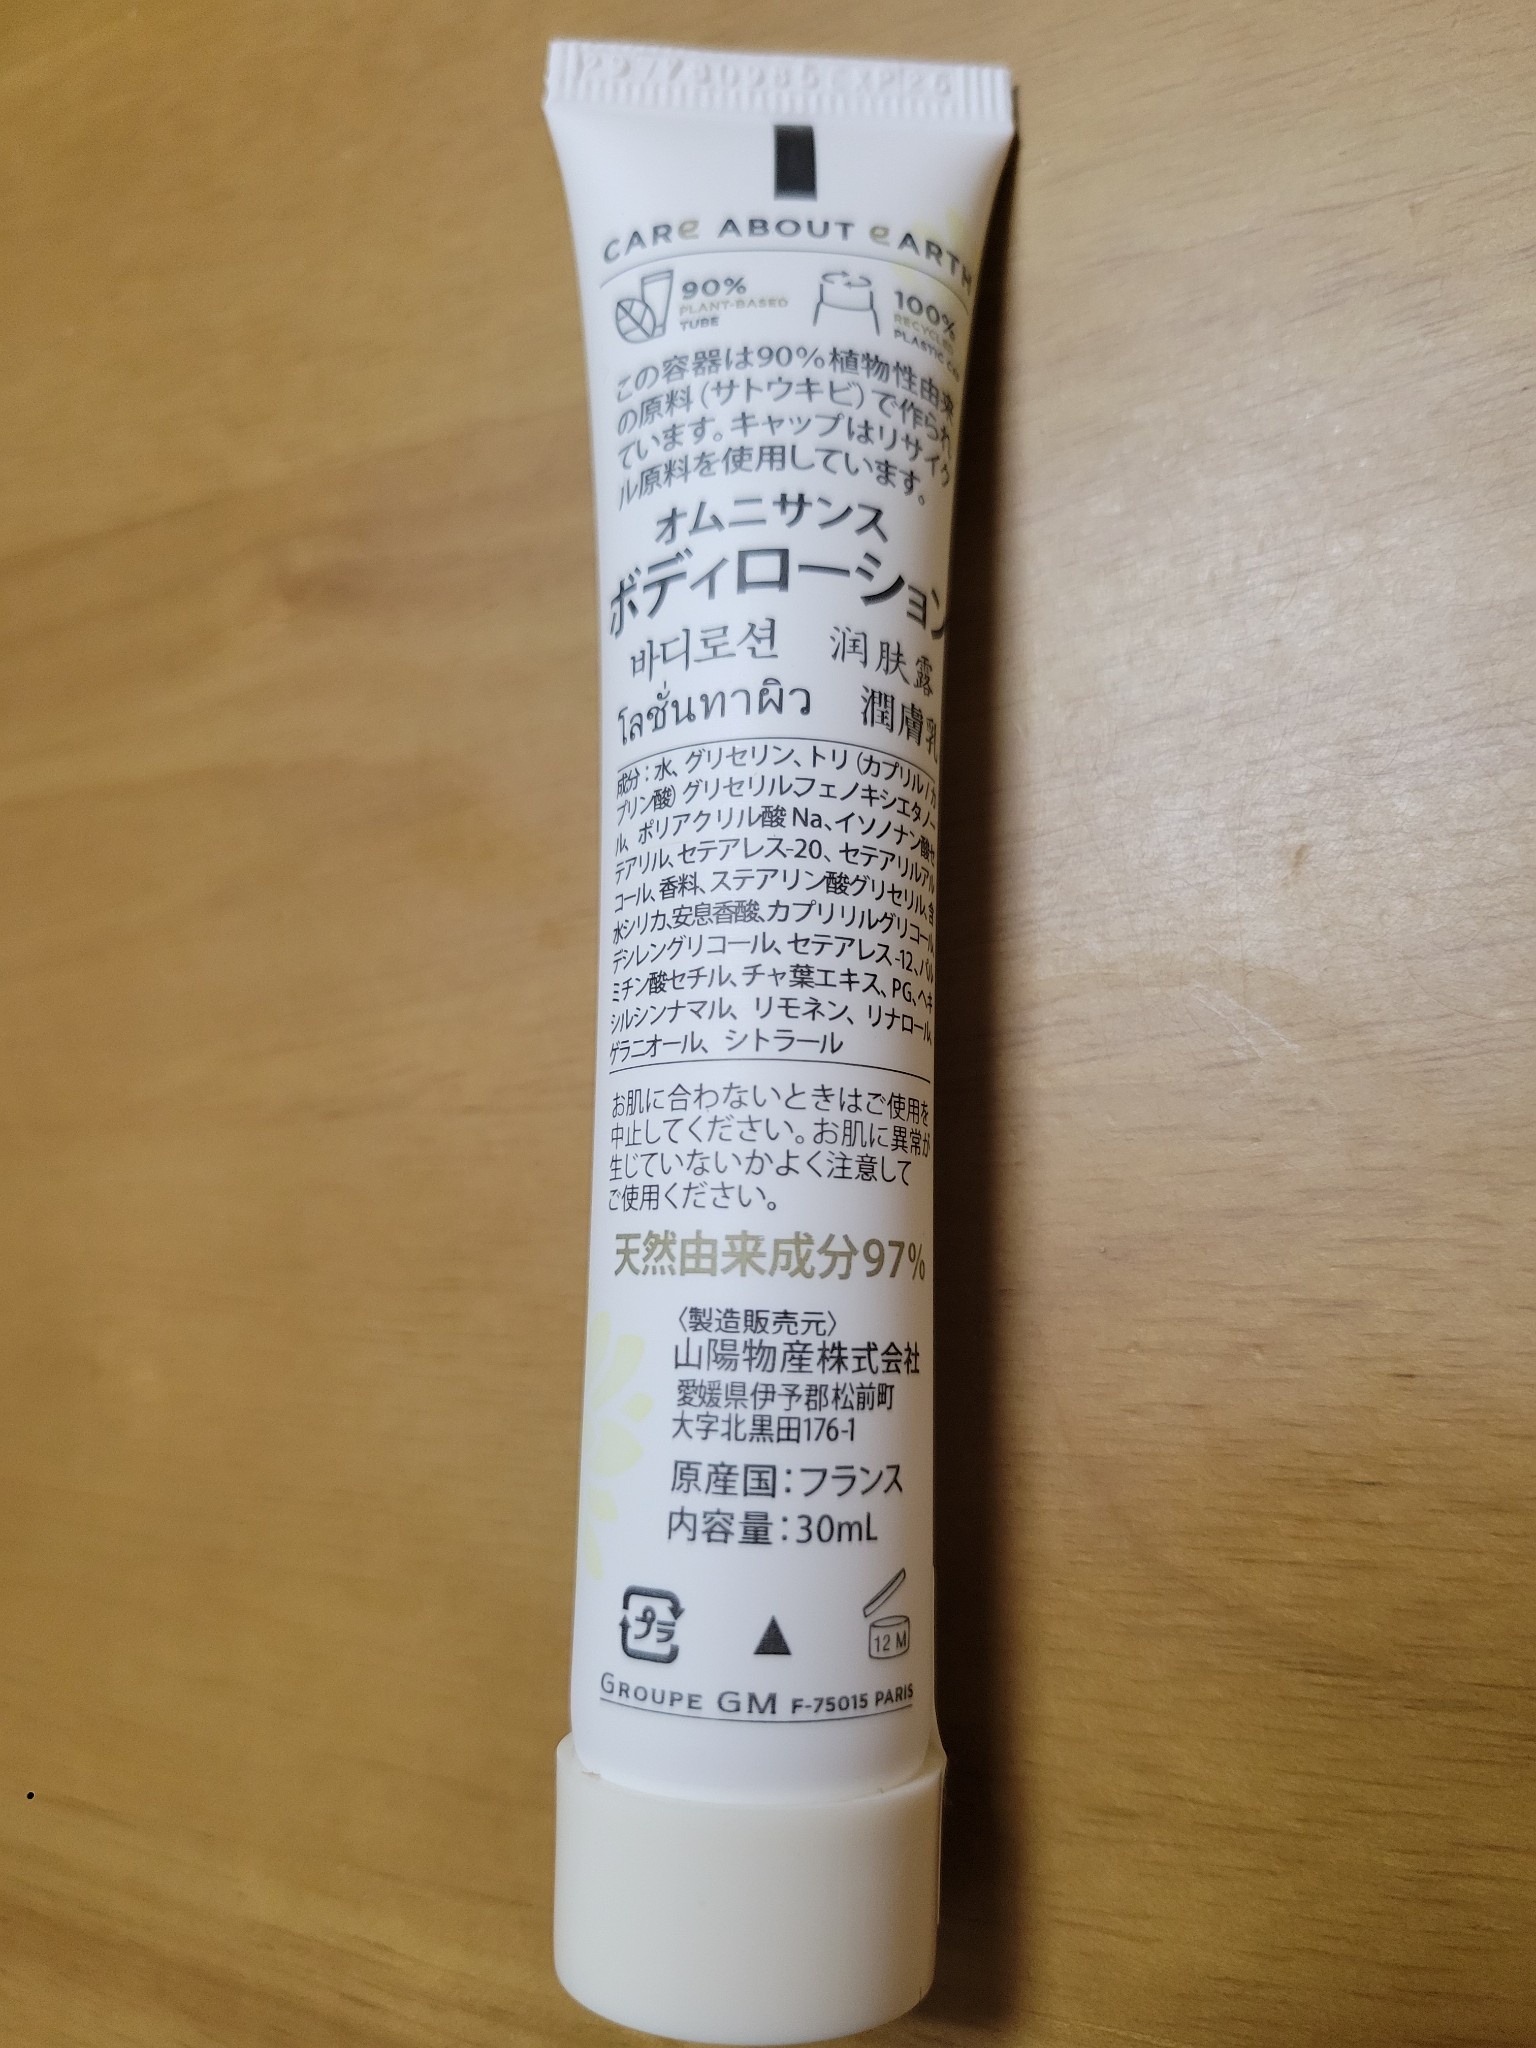 CARe ABOUT eARTH
90%
PLANT-BASED
TUBE
100%
RECYCLED
PLASTIC
この容器は90%植物性由来
の原料(サトウキビ)で作られ
ています。キャップはリサイク
ル原料を使用しています。
オムニサンス
ボディローション
바디로션 润肤露
โลชั่นทาผิว 潤膚乳
成分:水、グリセリン、トリ(カプリル/カ
プリン酸)グリセリル、フェノキシエタノー
ル、ポリアクリル酸Na、イソノナン酸セ
テアリル、セテアレス-20、セテアリルアル
コール、香料、ステアリン酸グリセリル、含
水シリカ、安息香酸、カプリリルグリコール、
デシレングリコール、セテアレス-12、パル
ミチン酸セチル、チャ葉エキス、PG、ヘキ
シルシンナマル、リモネン、リナロール、
ゲラニオール、シトラール
お肌に合わないときはご使用を
中止してください。お肌に異常が
生じていないかよく注意して
ご使用ください。
天然由来成分97%
〈製造販売元〉
山陽物産株式会社
愛媛県伊予郡松前町
大字北黒田176-1
原産国:フランス
内容量:30mL
プラ
12 M
GROUPE GM F-75015 PARIS